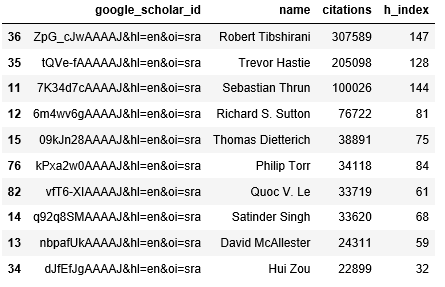 google_scholar_id name citations h_index
36 ZpG_cJwAAAAJ&hl=en&oi=sra Robert Tibshirani 307589 147
35 tQVe-fAAAAAJ&hl=en&oi=sra Trevor Hastie 205098 128
11 7K34d7cAAAAJ&hl=en&oi=sra Sebastian Thrun 100026 144
12 6m4wv6gAAAAJ&hl=en&oi=sra Richard S. Sutton 76722 81
15 09kJn28AAAAJ&hl=en&oi=sra Thomas Dietterich 38891 75
76 kPxa2w0AAAAJ&hl=en&oi=sra Philip Torr 34118 84
82 vfT6-XIAAAAJ&hl=en&oi=sra Quoc V. Le 33719 61
14 q92q8SMAAAAJ&hl=en&oi=sra Satinder Singh 33620 68
13 nbpafUkAAAAJ&hl=en&oi=sra David McAllester 24311 59
34 dJfEfJgAAAAJ&hl=en&oi=sra Hui Zou 22899 32